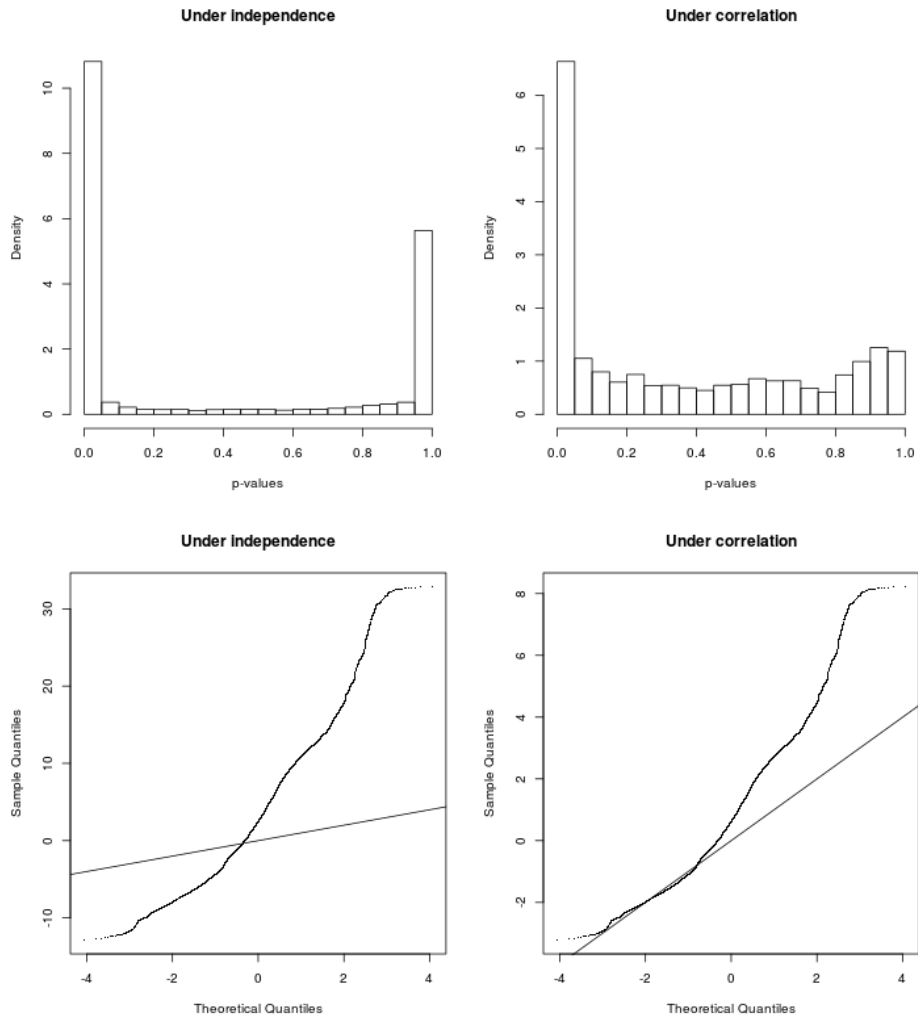 Under independence
Density
0 2 4 6 8 10
0.0 0.2 0.4 0.6 0.8 1.0
p-values
Under correlation
Density
0 1 2 3 4 5 6
0.0 0.2 0.4 0.6 0.8 1.0
p-values
Under independence
Sample Quantiles
-10 0 10 20 30
-4 -2 0 2 4
Theoretical Quantiles
Under correlation
Sample Quantiles
-2 0 2 4 6 8
-4 -2 0 2 4
Theoretical Quantiles